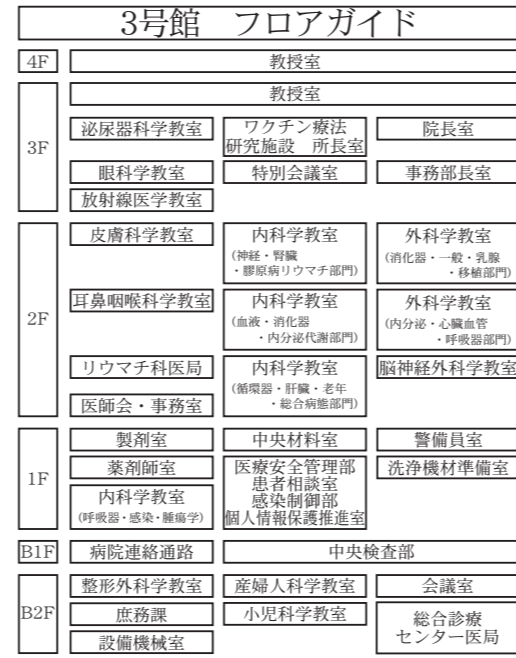 3号館 フロアガイド
4F
教授室
3F
教授室
泌尿器科学教室
ワクチン療法
研究施設 所長室
院長室
眼科学教室
特別会議室
事務部長室
放射線医学教室
2F
皮膚科学教室
内科学教室
(神経・腎臓
・膠原病リウマチ部門)
外科学教室
(消化器・一般・乳腺
・移植部門)
耳鼻咽喉科学教室
内科学教室
(血液・消化器
・内分泌代謝部門)
外科学教室
(内分泌・心臓血管
・呼吸器部門)
リウマチ科医局
内科学教室
(循環器・肝臓・老年
・総合病態部門)
脳神経外科学教室
医師会・事務室
1F
製剤室
中央材料室
警備員室
薬剤師室
医療安全管理部
患者相談室
感染制御部
個人情報保護推進室
洗浄機材準備室
内科学教室
(呼吸器・感染・腫瘍学)
B1F
病院連絡通路
中央検査部
B2F
整形外科学教室
産婦人科学教室
会議室
庶務課
小児科学教室
総合診療
センター医局
設備機械室